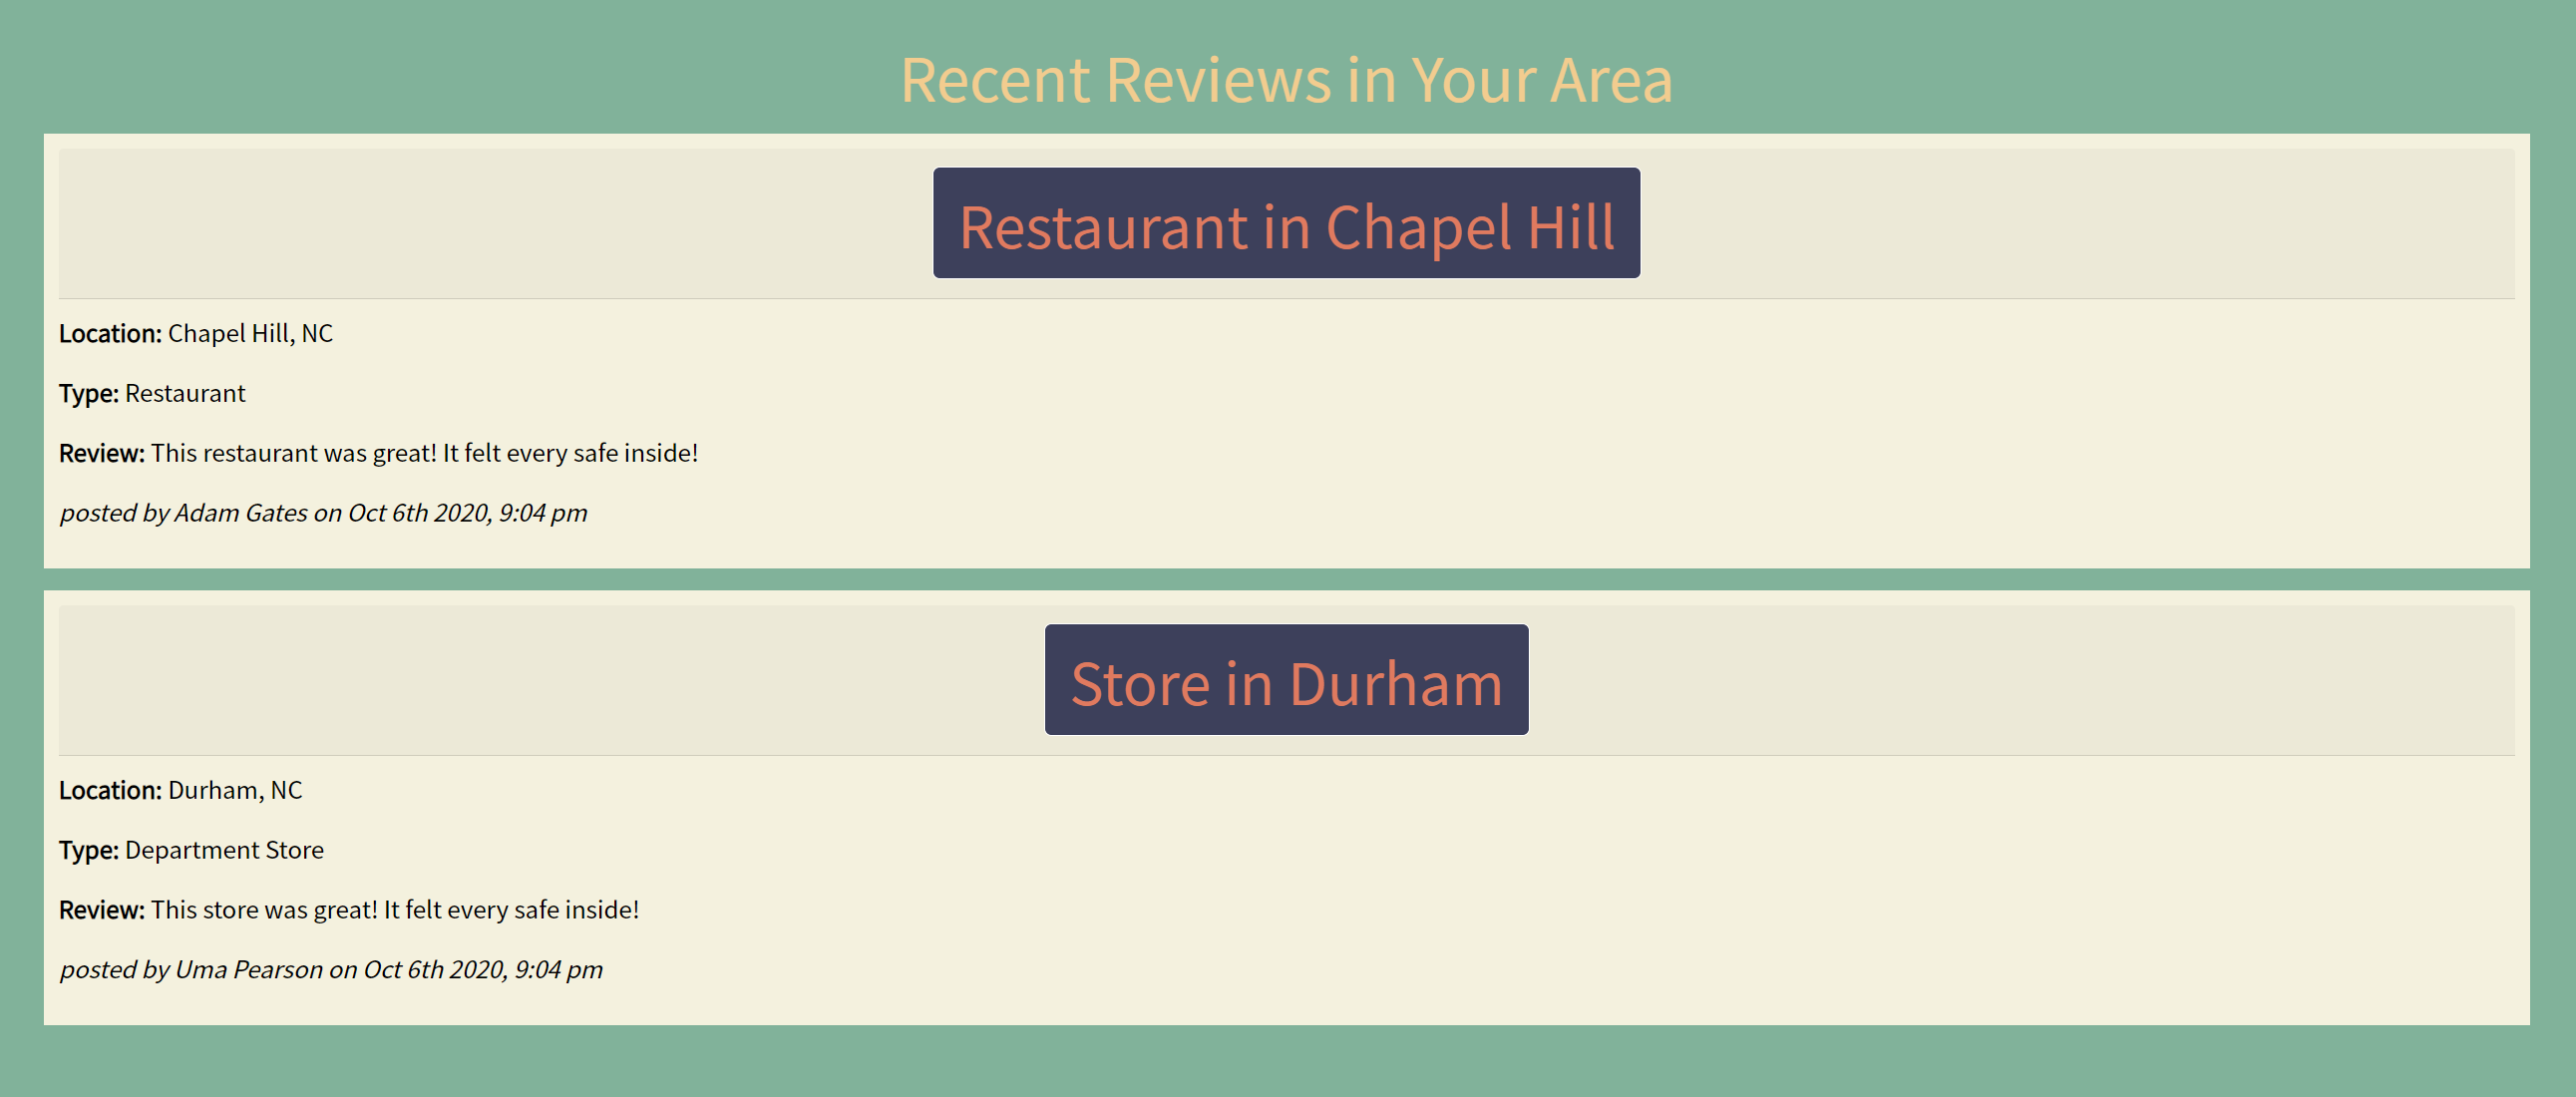 Recent Reviews in Your Area
Restaurant in Chapel Hill
Location: Chapel Hill, NC
Type: Restaurant
Review: This restaurant was great! It felt every safe inside!
posted by Adam Gates on Oct 6th 2020, 9:04 pm
Store in Durham
Location: Durham, NC
Type: Department Store
Review: This store was great! It felt every safe inside!
posted by Uma Pearson on Oct 6th 2020, 9:04 pm